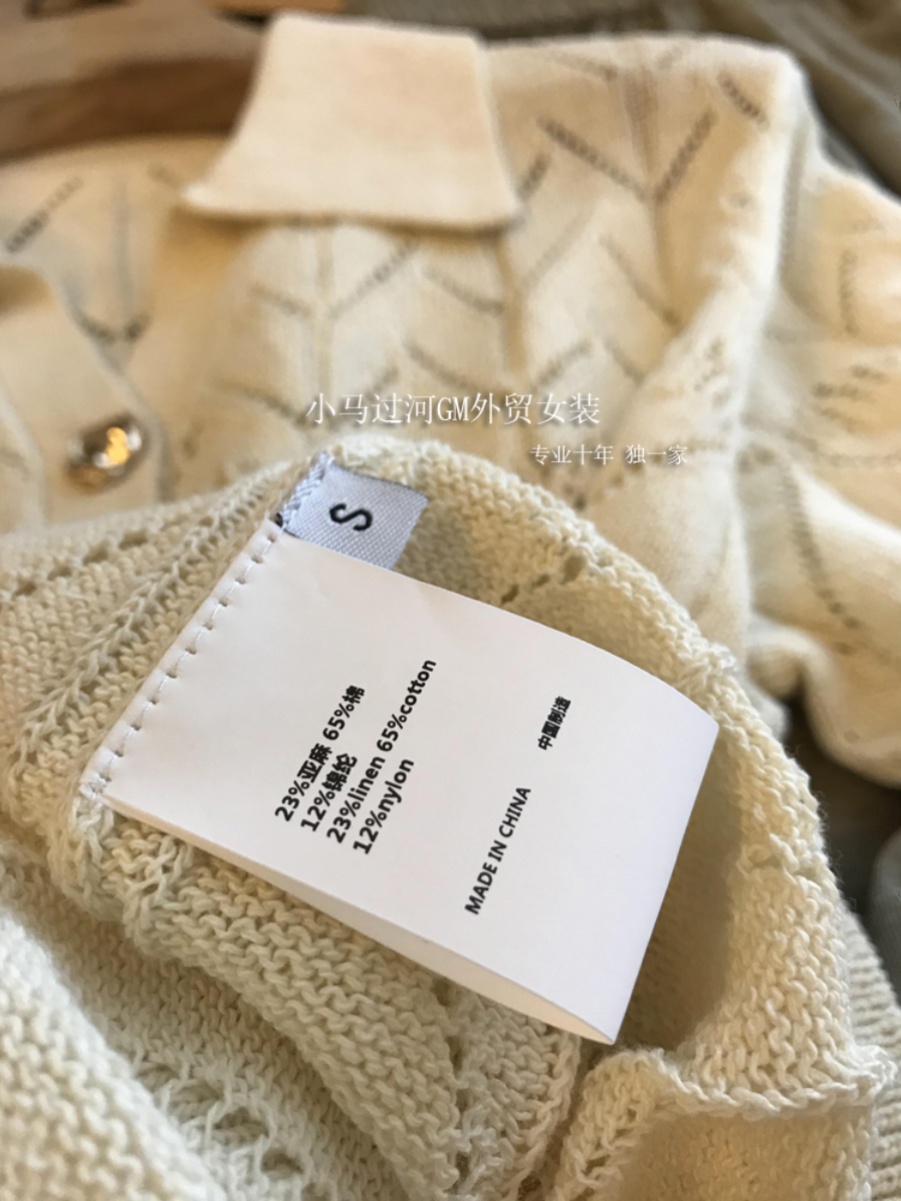 小马过河GM外贸女装
专业十年 独一家
S
23%亚麻 65%棉
12%锦纶
23%linen 65%cotton
12%nylon
MADE IN CHINA
中国制造